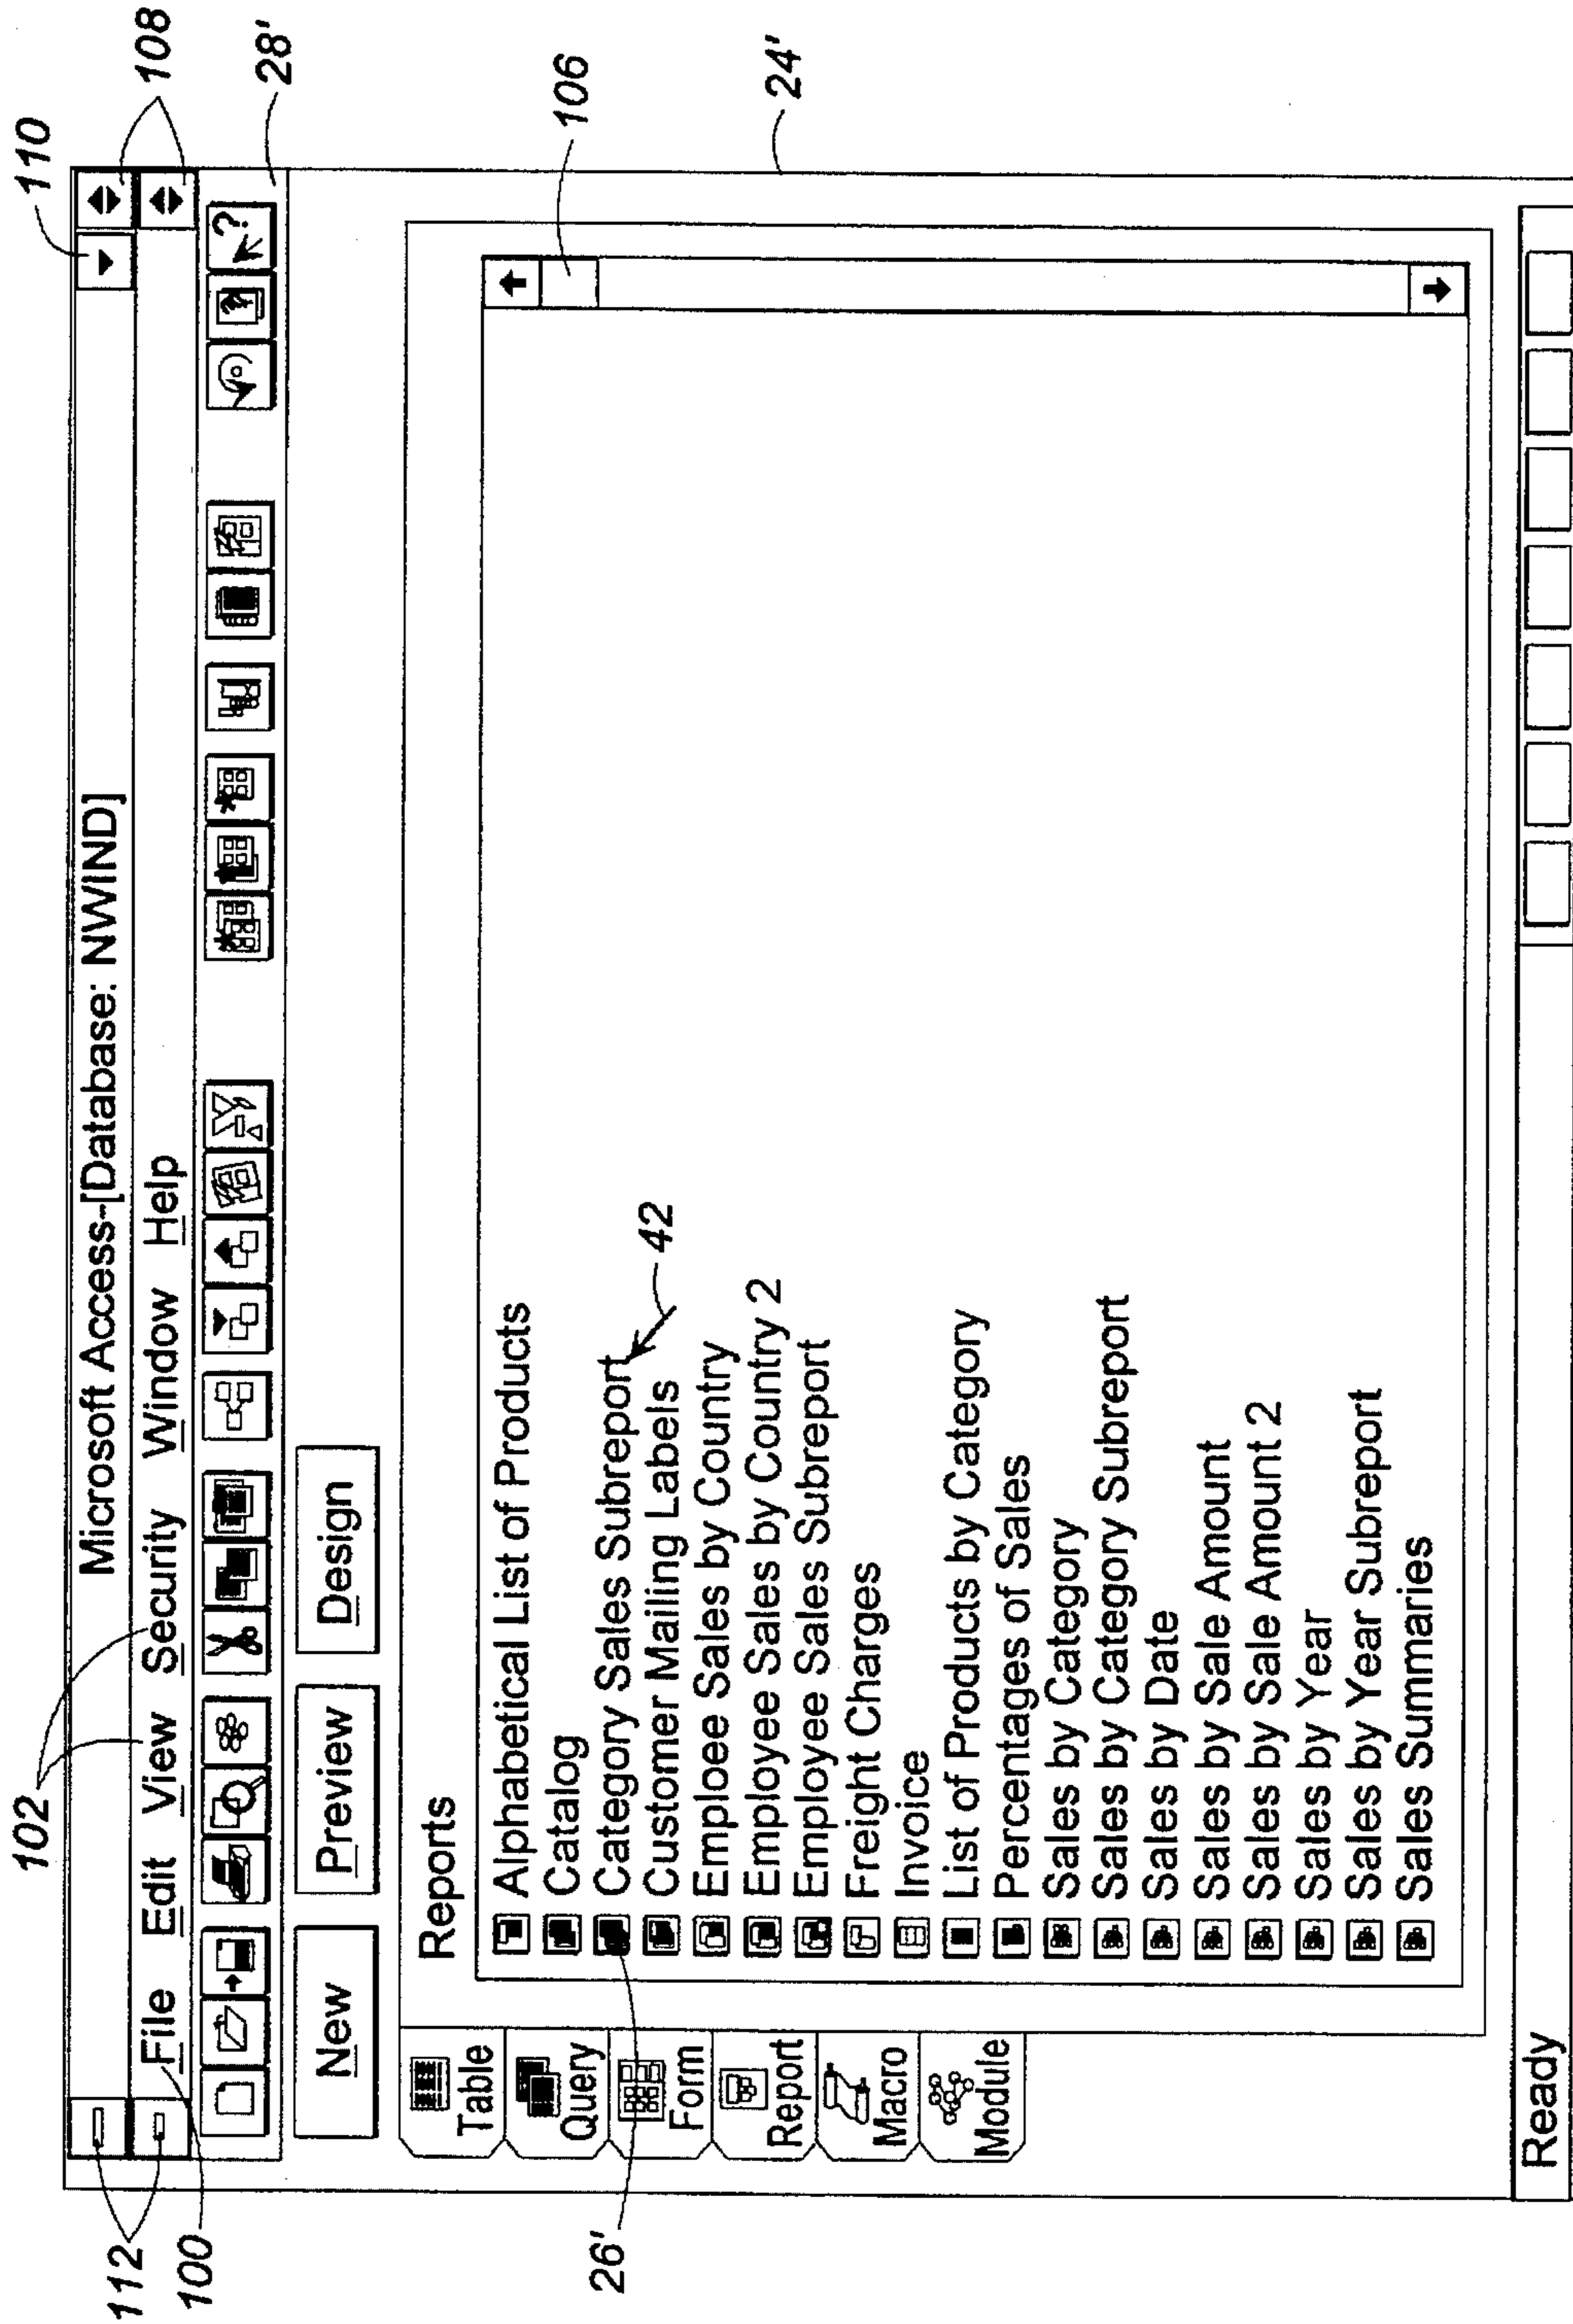 110
108
Microsoft Access-[Database: NWIND]
102
File Edit View Security Window Help
112
100
28'
?
New Preview Design
Reports
106
Table
Query
Form
Report
Macro
Module
Alphabetical List of Products
Catalog
Category Sales Subreport
Customer Mailing Labels
Emploee Sales by Country
Employee Sales by Country 2
Employee Sales Subreport
Freight Charges
Invoice
List of Products by Category
Percentages of Sales
Sales by Category
Sales by Category Subreport
Sales by Date
Sales by Sale Amount
Sales by Sale Amount 2
Sales by Year
Sales by Year Subreport
Sales Summaries
42
26'
24'
Ready